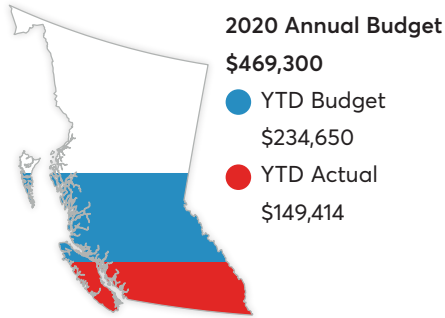 2020 Annual Budget
$469,300
YTD Budget
$234,650
YTD Actual
$149,414